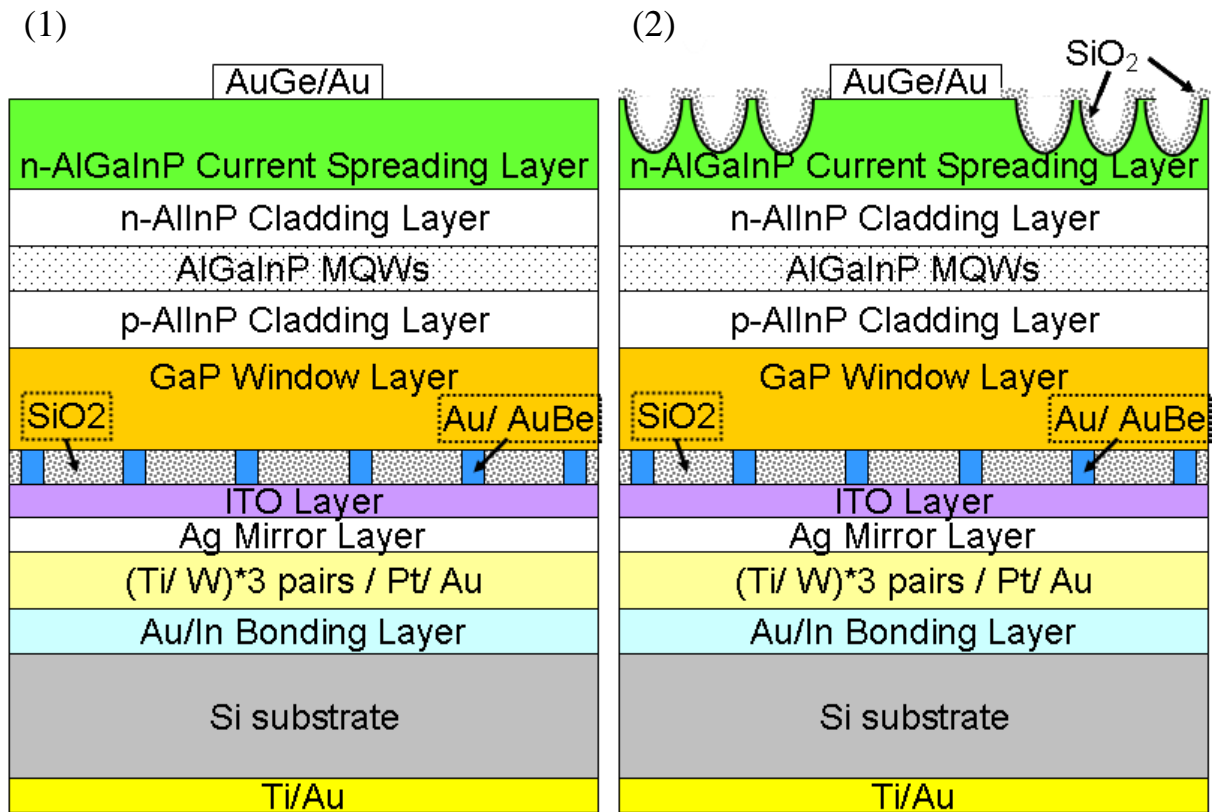 (1)
AuGe/Au
n-AlGaInP Current Spreading Layer
n-AlInP Cladding Layer
AlGaInP MQWs
p-AlInP Cladding Layer
GaP Window Layer
SiO2
Au/ AuBe
ITO Layer
Ag Mirror Layer
(Ti/ W)*3 pairs / Pt/ Au
Au/In Bonding Layer
Si substrate
Ti/Au
(2)
SiO₂
AuGe/Au
n-AlGaInP Current Spreading Layer
n-AlInP Cladding Layer
AlGaInP MQWs
p-AlInP Cladding Layer
GaP Window Layer
SiO2
Au/ AuBe
ITO Layer
Ag Mirror Layer
(Ti/ W)*3 pairs / Pt/ Au
Au/In Bonding Layer
Si substrate
Ti/Au